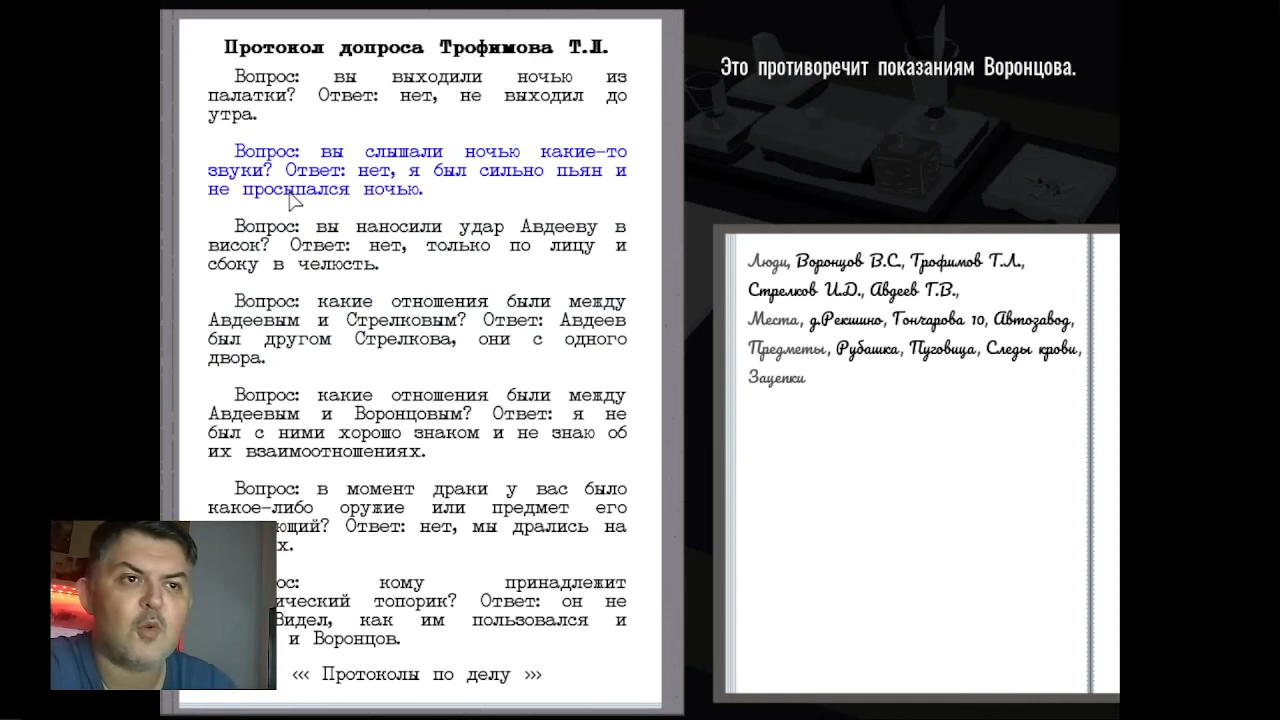 Протокол допроса Трофимова Т.Л.
Вопрос: вы выходили ночью из
палатки? Ответ: нет, не выходил до
утра.
Вопрос: вы слышали ночью какие-то
звуки? Ответ: нет, я был сильно пьян и
не просыпался ночью.
Вопрос: вы наносили удар Авдееву в
висок? Ответ: нет, только по лицу и
сбоку в челюсть.
Вопрос: какие отношения были между
Авдеевым и Стрелковым? Ответ: Авдеев
был другом Стрелкова, они с одного
двора.
Вопрос: какие отношения были между
Авдеевым и Воронцовым? Ответ: я не
был с ними хорошо знаком и не знаю об
их взаимоотношениях.
Вопрос: в момент драки у вас было
какое-либо оружие или предмет его
Ответ: нет, мы дрались на
кому принадлежит
топорик? Ответ: он не
Видел, как им пользовался и
и Воронцов.
‹‹‹ Протоколы по делу ›››
Это противоречит показаниям Воронцова.
Люди, Воронцов В.С., Трофимов Т.Л.,
Стрелков И.Д., Авдеев Г.В.,
Места, д.Рекшино, Гончарова 10, Автозавод,
Предметы, Рубашка, Пуговица, Следы крови,
Зацепки